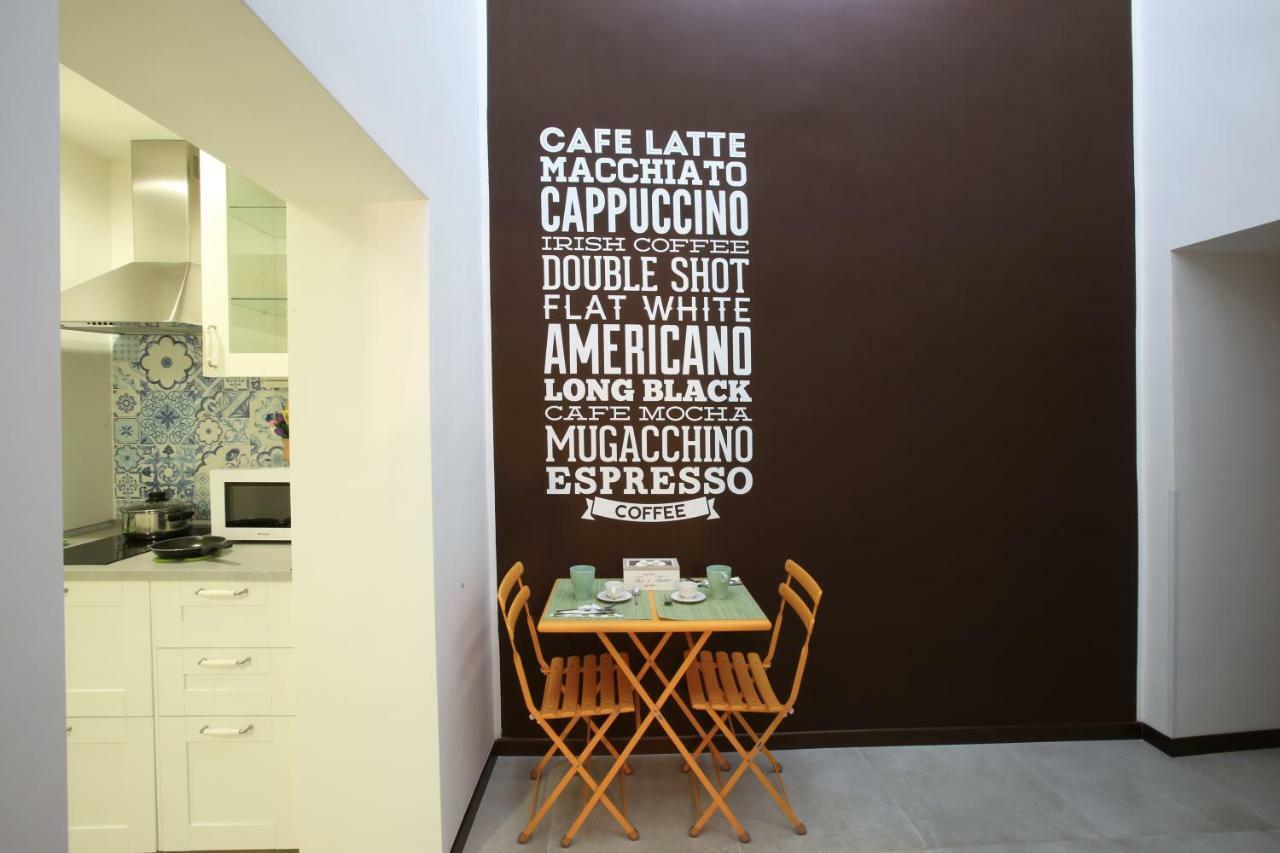 CAFE LATTE
MACCHIATO
CAPPUCCINO
IRISH COFFEE
DOUBLE SHOT
FLAT WHITE
AMERICANO
LONG BLACK
CAFE MOCHA
MUGACCHINO
ESPRESSO
COFFEE